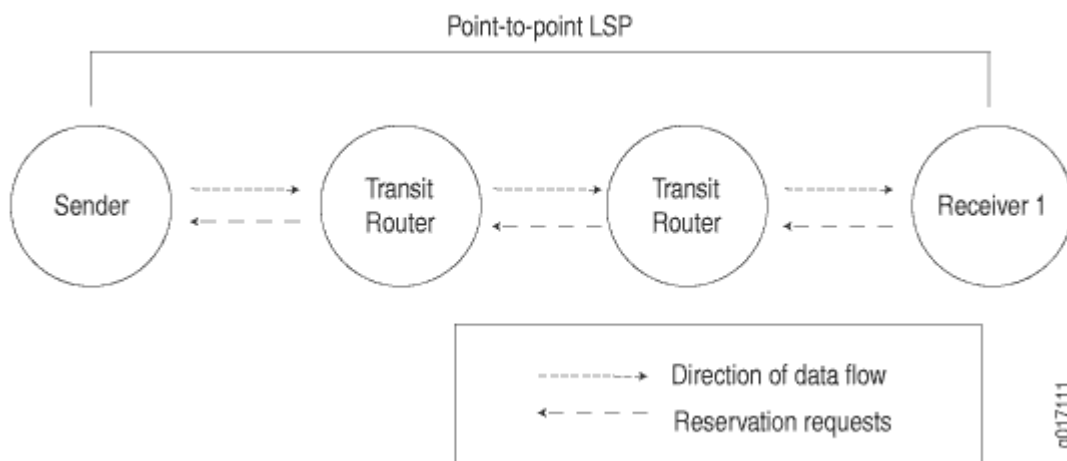 Point-to-point LSP
Sender
Transit
Router
Transit
Router
Receiver 1
Direction of data flow
Reservation requests
g017111